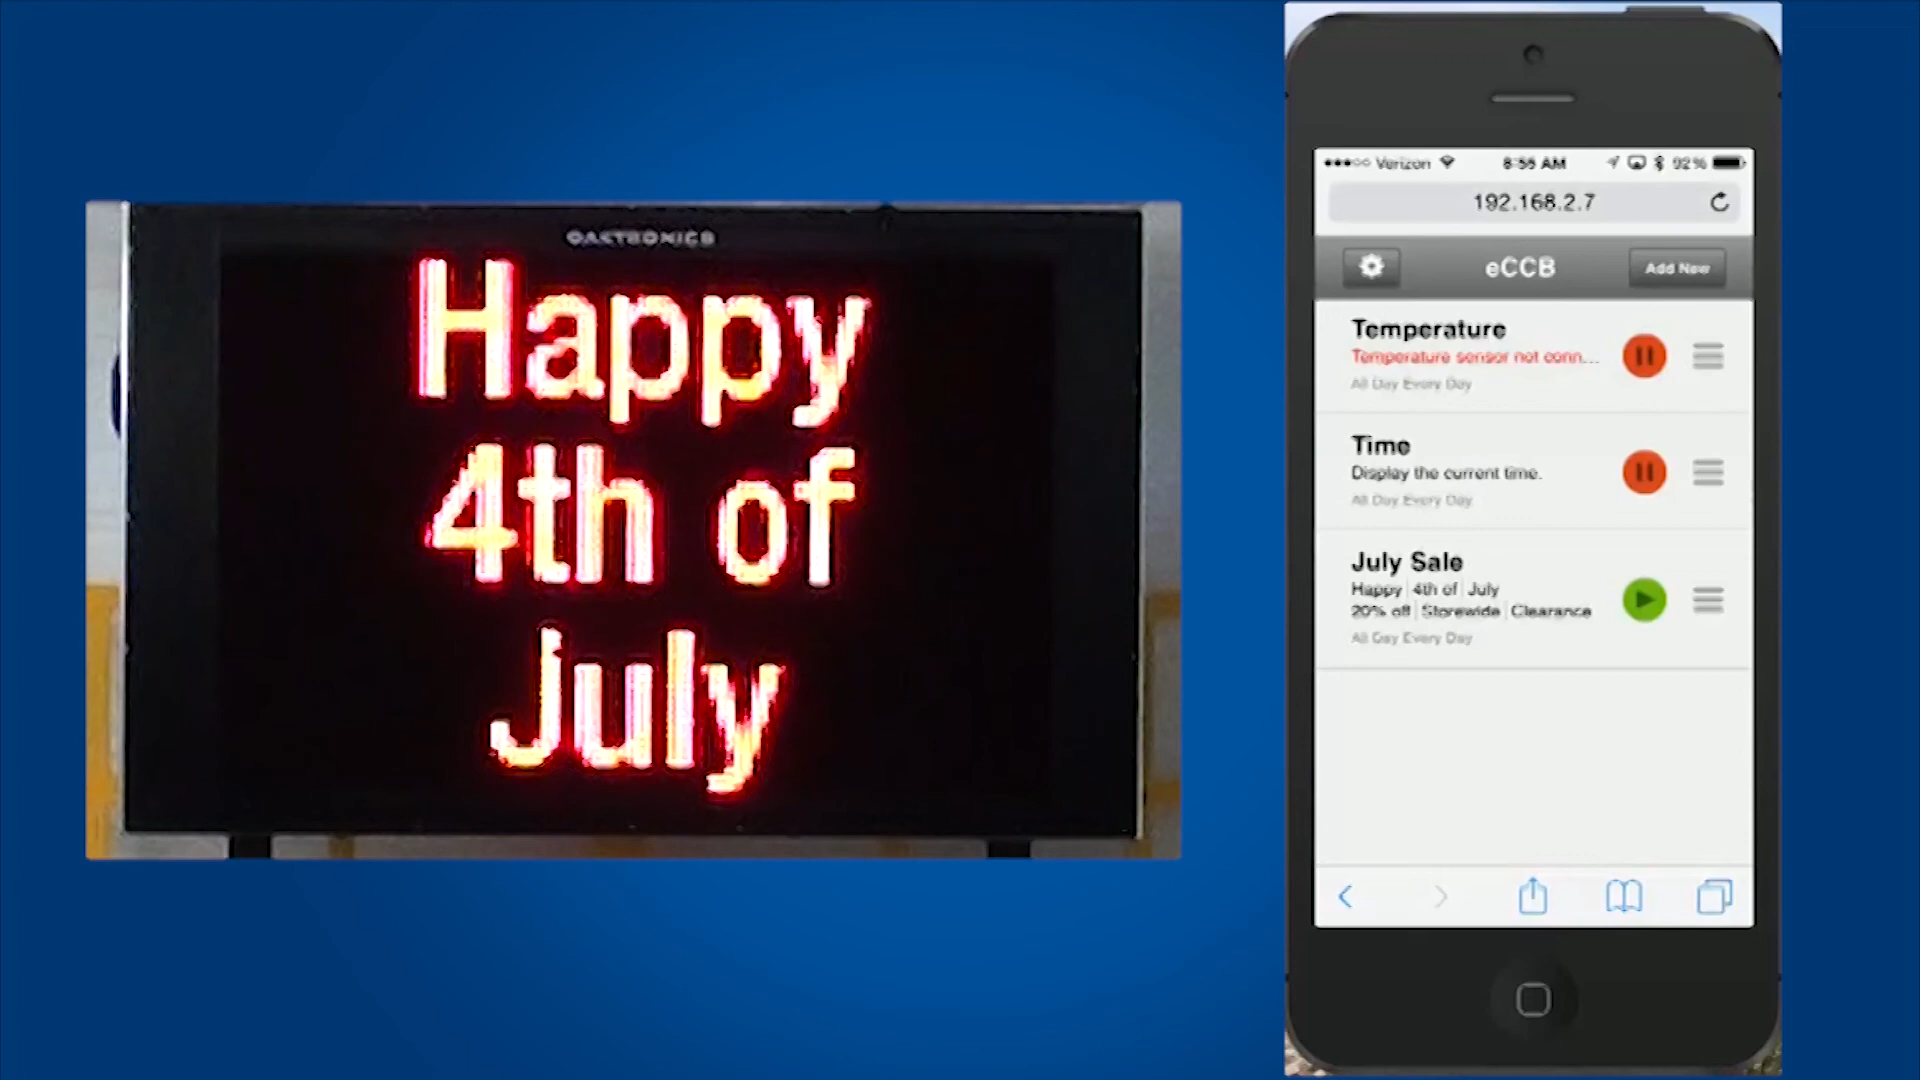 DAKTRONICS
Happy
4th of
July
Verizon
8:55 AM
92%
192.168.2.7
eCCB
Add New
Temperature
Temperature sensor not conn...
All Day Every Day
Time
Display the current time.
All Day Every Day
July Sale
Happy | 4th of | July
20% off | Storewide | Clearance
All Day Every Day